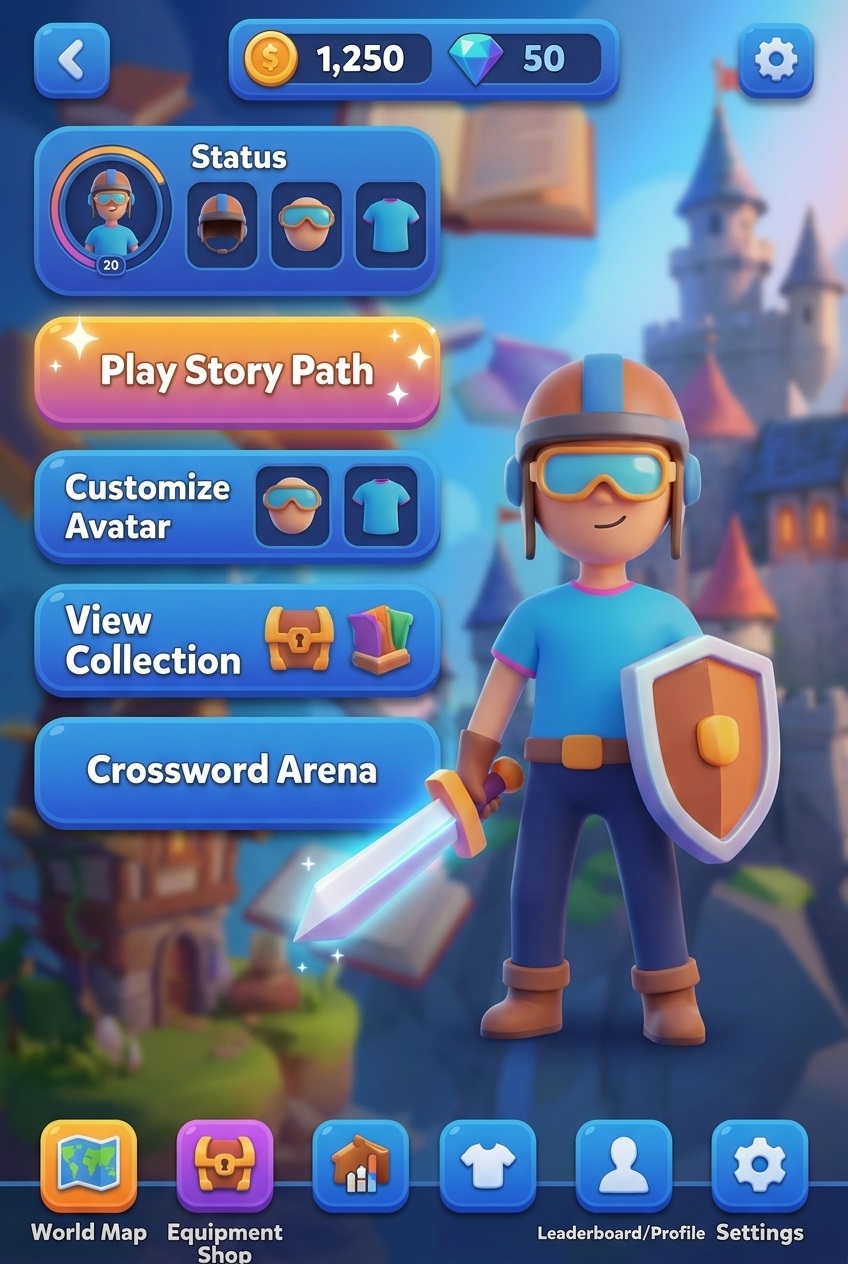 1,250
50
Status
20
Play Story Path
Customize
Avatar
View
Collection
Crossword Arena
World Map
Equipment
Shop
Leaderboard/Profile
Settings